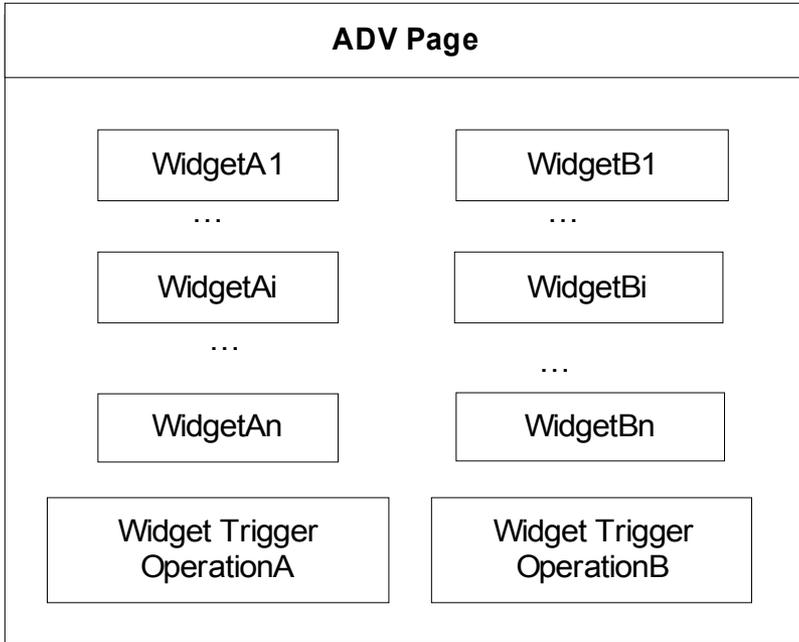 ADV Page
WidgetA1
WidgetB1
...
...
WidgetAi
WidgetBi
...
...
WidgetAn
WidgetBn
Widget Trigger
OperationA
Widget Trigger
OperationB